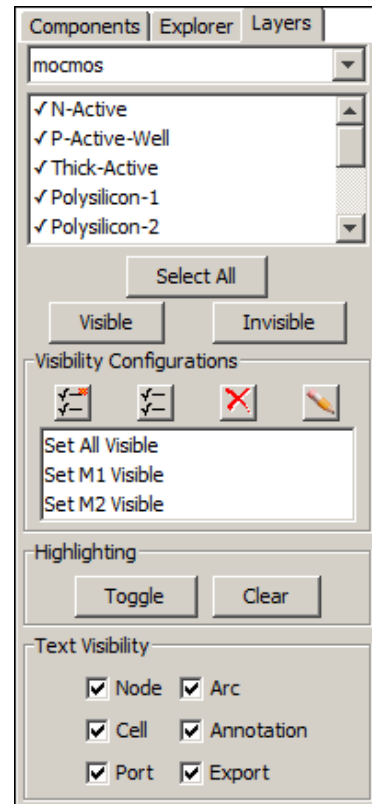 Components Explorer Layers
mocmos
✓ N-Active
✓ P-Active-Well
✓ Thick-Active
✓ Polysilicon-1
✓ Polysilicon-2
Select All
Visible Invisible
Visibility Configurations
Set All Visible
Set M1 Visible
Set M2 Visible
Highlighting
Toggle Clear
Text Visibility
Node Arc
Cell Annotation
Port Export